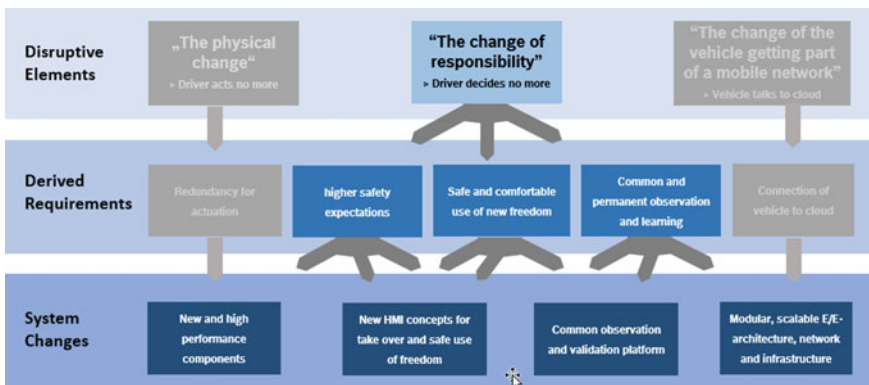 Disruptive
Elements
„The physical
change“
> Driver acts no more
“The change of
responsibility”
> Driver decides no more
“The change of the
vehicle getting part
of a mobile network”
> Vehicle talks to cloud
Derived
Requirements
Redundancy for
actuation
higher safety
expectations
Safe and comfortable
use of new freedom
Common and
permanent observation
and learning
Connection of
vehicle to cloud
System
Changes
New and high
performance
components
New HMI concepts for
take over and safe use
of freedom
Common observation
and validation platform
Modular, scalable E/E-
architecture, network
and infrastructure